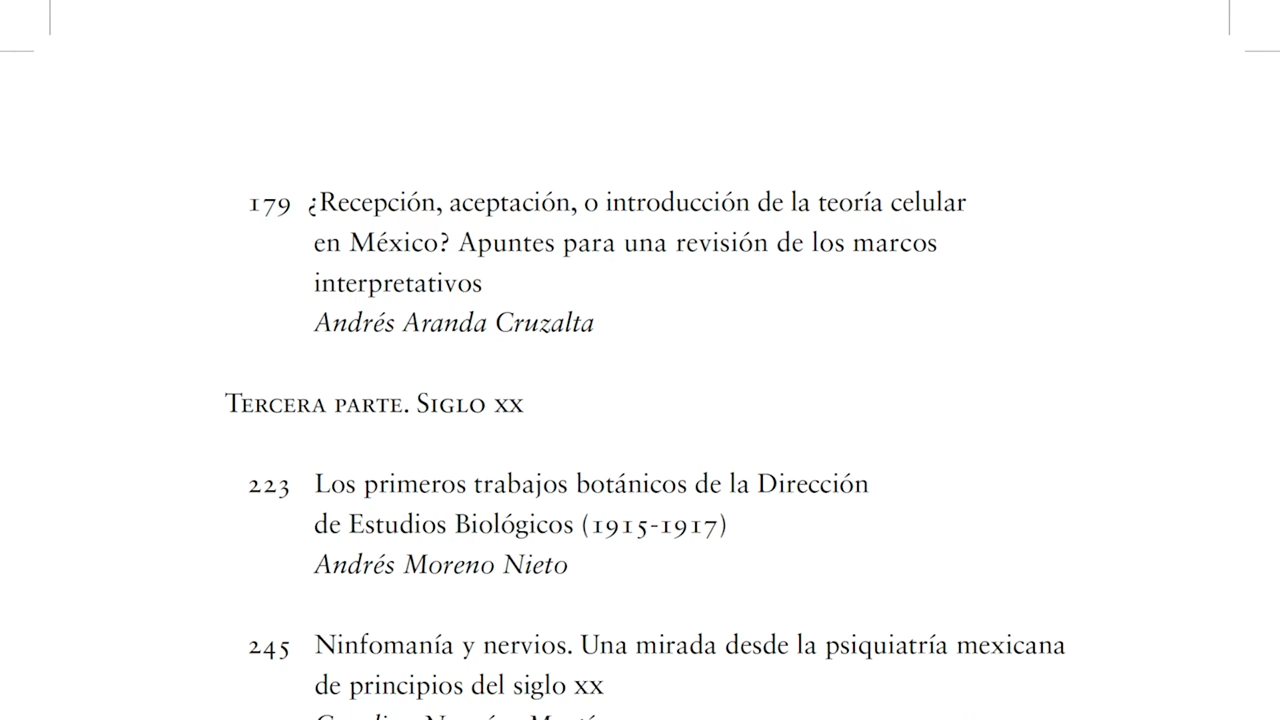 179 ¿Recepción, aceptación, o introducción de la teoría celular
en México? Apuntes para una revisión de los marcos
interpretativos
Andrés Aranda Cruzalta
Tercera parte. Siglo xx
223 Los primeros trabajos botánicos de la Dirección
de Estudios Biológicos (1915-1917)
Andrés Moreno Nieto
245 Ninfomanía y nervios. Una mirada desde la psiquiatría mexicana
de principios del siglo xx